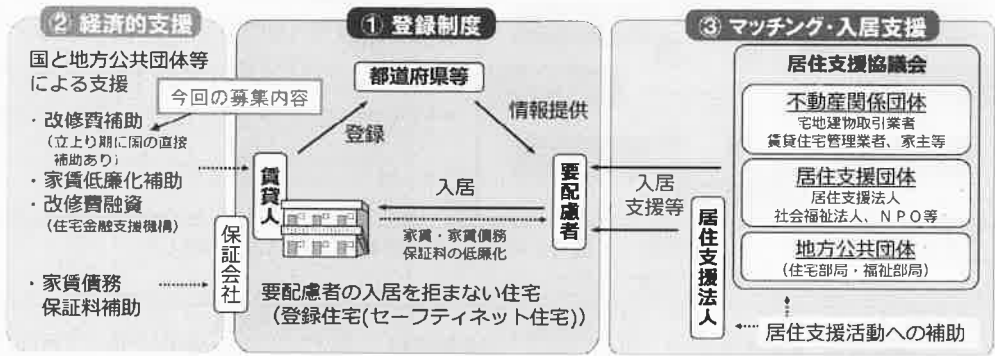 ② 経済的支援
国と地方公共団体等
による支援
今回の募集内容
・改修費補助
(立上り期に国の直接
補助あり)
・家賃低廉化補助
・改修費融資
(住宅金融支援機構)
・家賃債務
保証料補助
① 登録制度
都道府県等
登録
情報提供
賃貸人
保証会社
入居
家賃・家賃債務
保証料の低廉化
要配慮者
要配慮者の入居を拒まない住宅
(登録住宅(セーフティネット住宅))
③ マッチング・入居支援
入居
支援等
居住支援法人
居住支援協議会
不動産関係団体
宅地建物取引業者
賃貸住宅管理業者、家主等
居住支援団体
居住支援法人
社会福祉法人、NPO等
地方公共団体
(住宅部局・福祉部局)
居住支援活動への補助